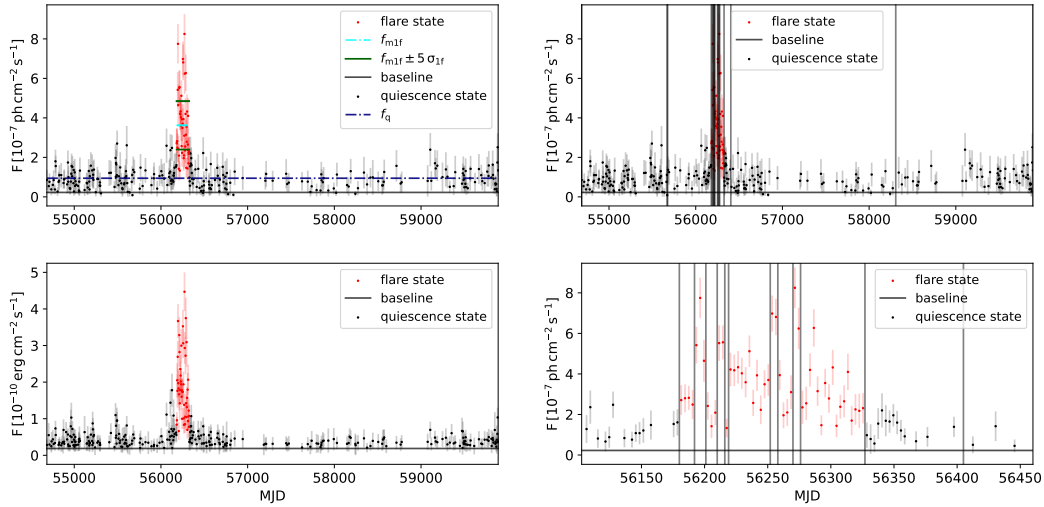 F [10⁻⁷ ph cm⁻² s⁻¹]
8
6
4
2
0
55000 56000 57000 58000 59000
flare state
f_m1f
f_m1f ± 5 σ_1f
baseline
quiescence state
f_q
F [10⁻⁷ ph cm⁻² s⁻¹]
8
6
4
2
0
55000 56000 57000 58000 59000
flare state
baseline
quiescence state
F [10⁻¹⁰ erg cm⁻² s⁻¹]
5
4
3
2
1
0
55000 56000 57000 58000 59000
MJD
flare state
baseline
quiescence state
F [10⁻⁷ ph cm⁻² s⁻¹]
8
6
4
2
0
56150 56200 56250 56300 56350 56400 56450
MJD
flare state
baseline
quiescence state